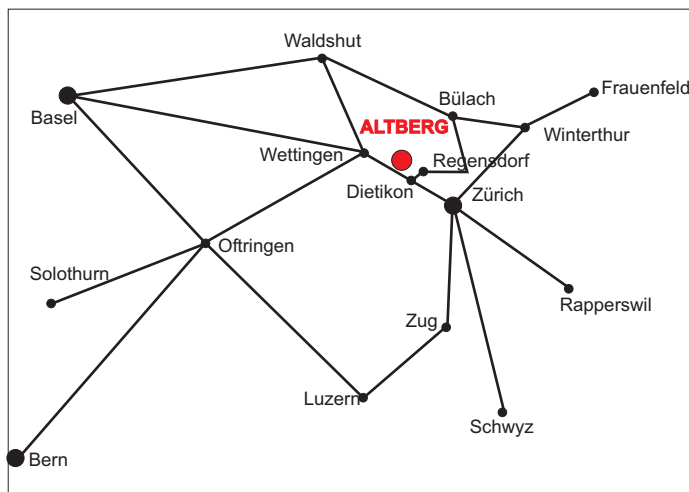 Waldshut
Frauenfeld
Bülach
Basel
ALTBERG
Winterthur
Wettingen
Regensdorf
Dietikon
Zürich
Oftringen
Solothurn
Rapperswil
Zug
Luzern
Schwyz
Bern